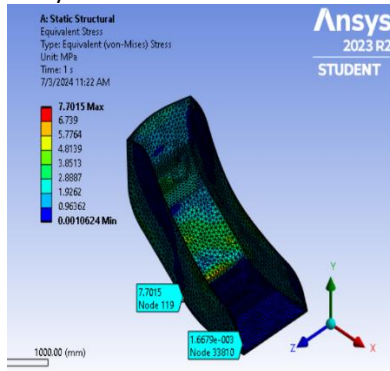 A: Static Structural
Equivalent Stress
Type: Equivalent (von-Mises) Stress
Unit: MPa
Time: 1 s
7/3/2024 11:22 AM
7.7015 Max
6.739
5.7764
4.8139
3.8513
2.8887
1.9262
0.96362
0.0010624 Min
Ansys
2023 R2
STUDENT
7.7015
Node 119
1.6679e-003
Node 33810
Y
Z
X
1000.00 (mm)